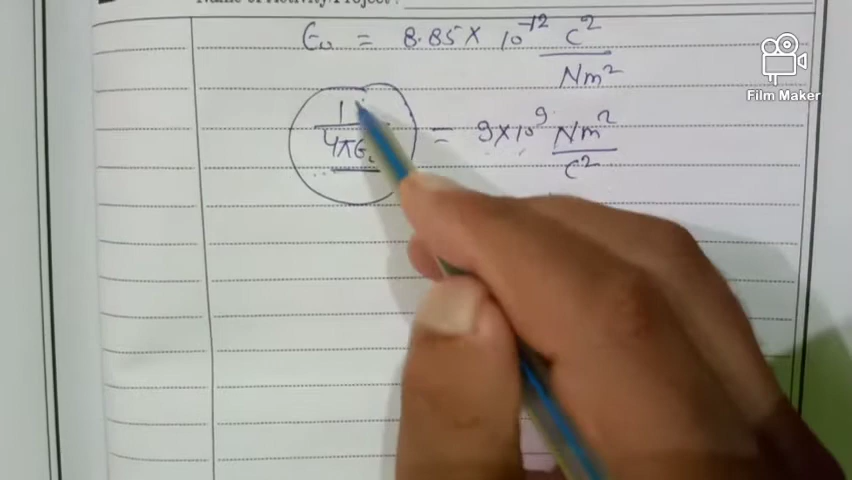 Name of Activity/Project :
ϵ₀ = 8.85 × 10⁻¹² C²/Nm²
Film Maker
1/4πϵ₀ = 9×10⁹ Nm²/C²